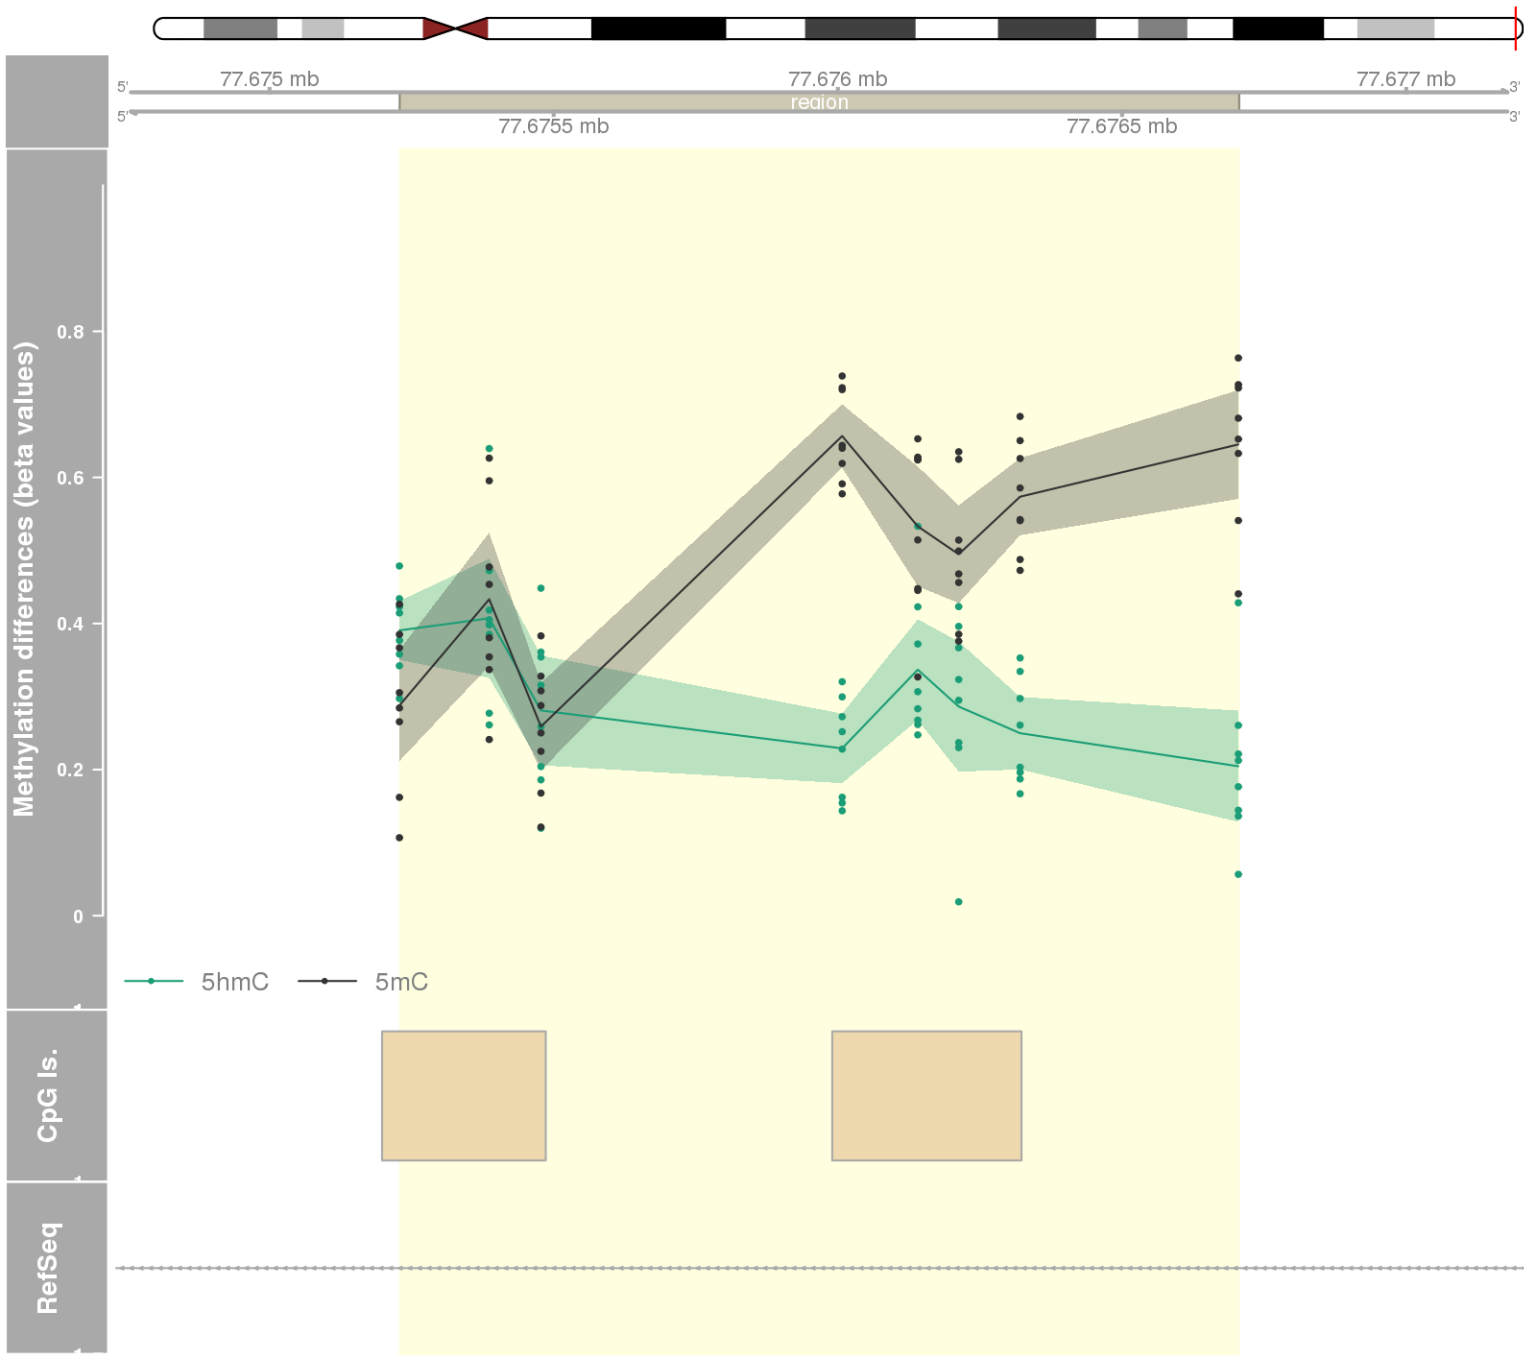 77.675 mb
77.676 mb
77.677 mb
5'
3'
region
5'
3'
77.6755 mb
77.6765 mb
Methylation differences (beta values)
0.8
0.6
0.4
0.2
0
5hmC
5mC
CpG Is.
RefSeq